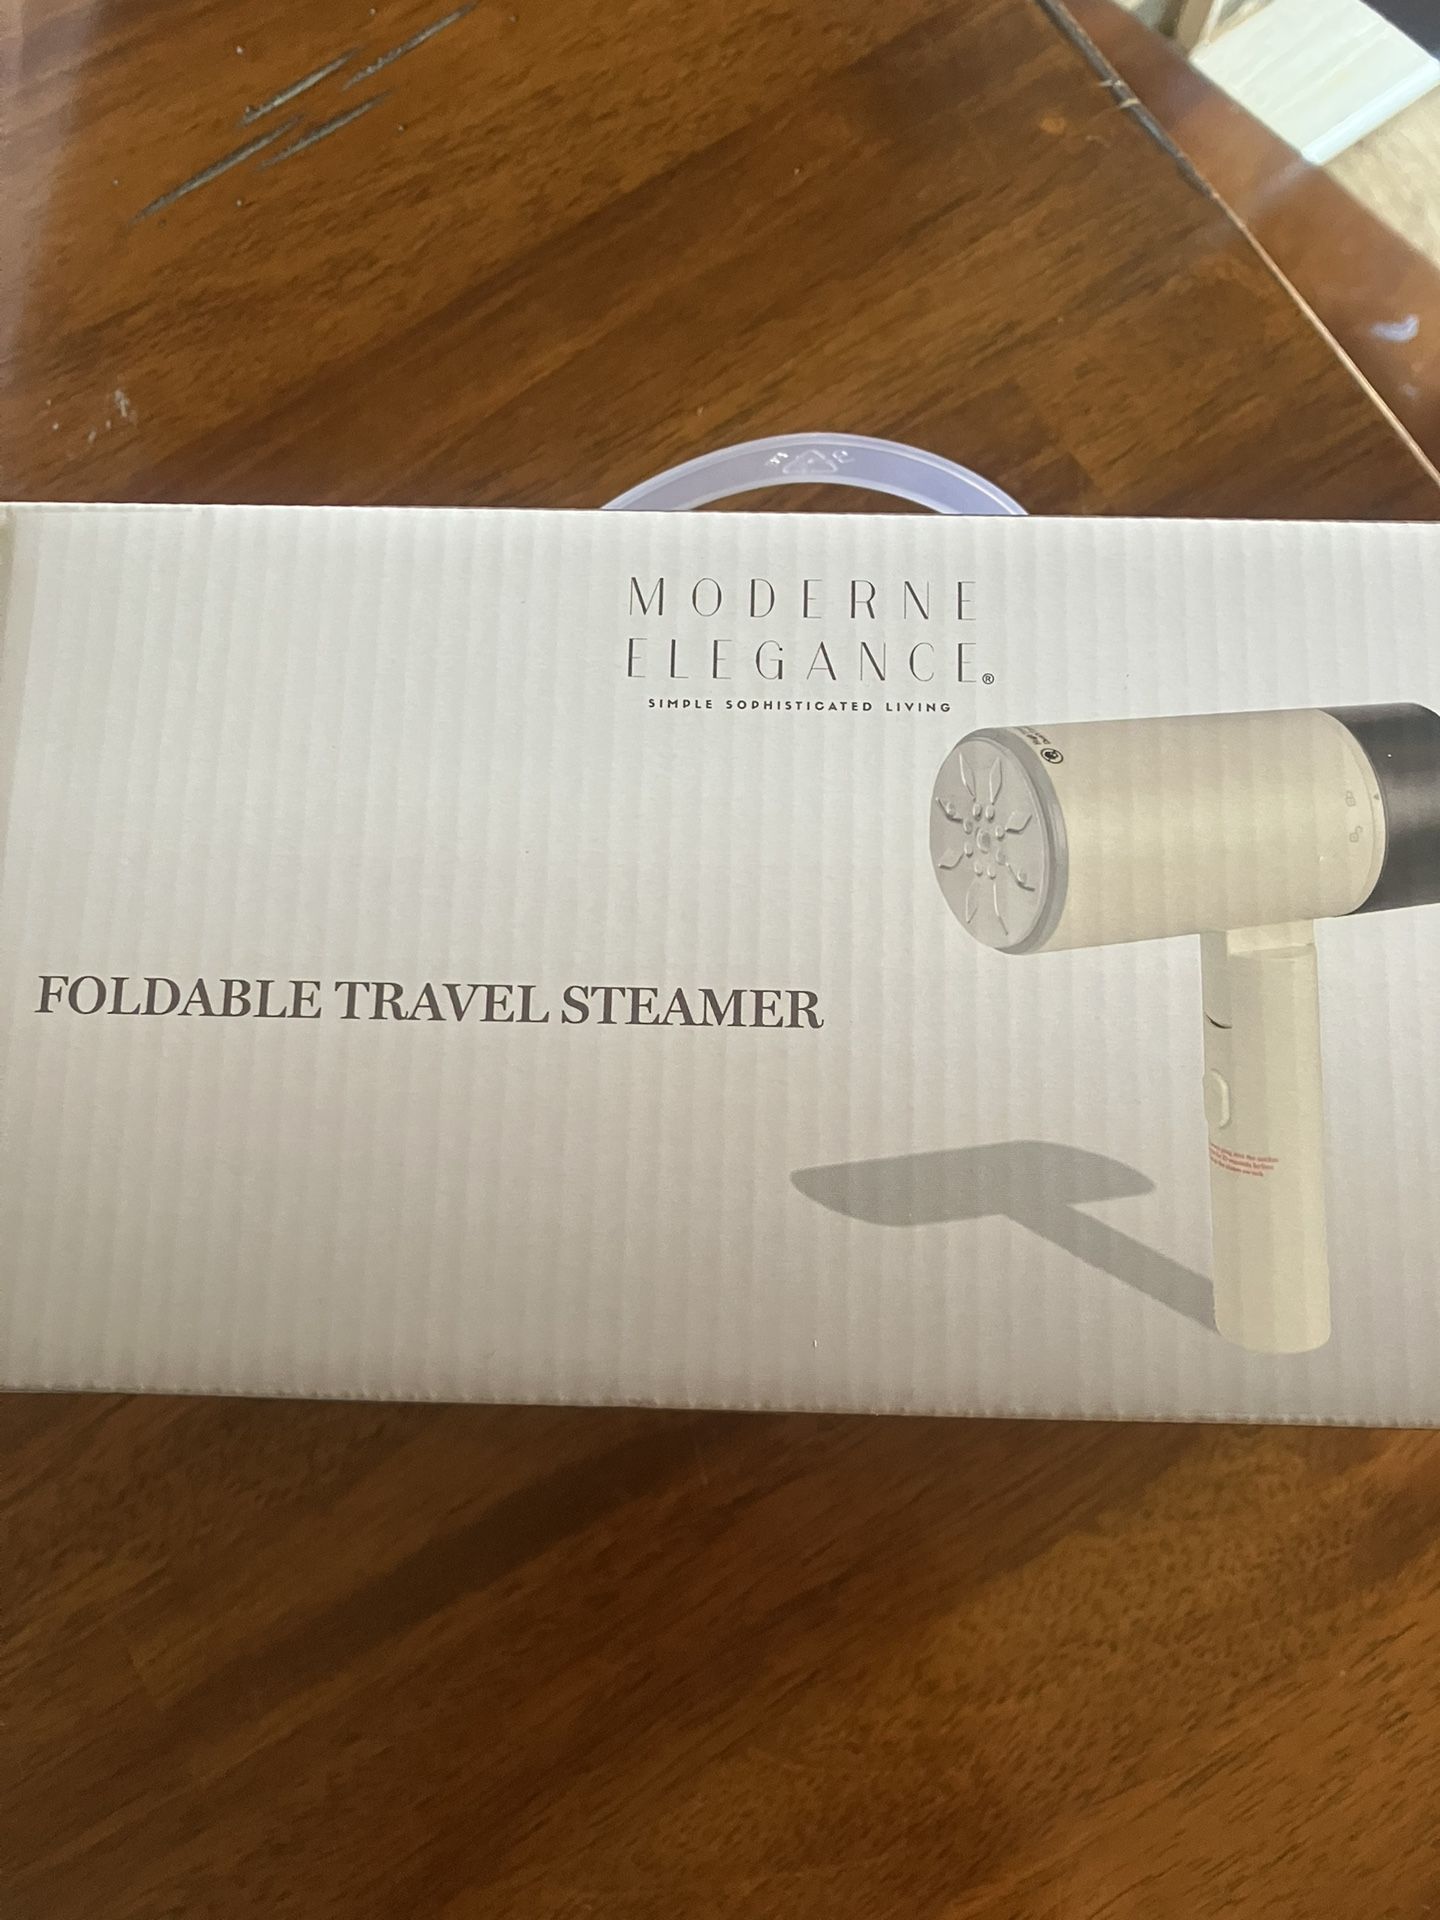 MODERNE
ELEGANCE®
SIMPLE SOPHISTICATED LIVING
FOLDABLE TRAVEL STEAMER